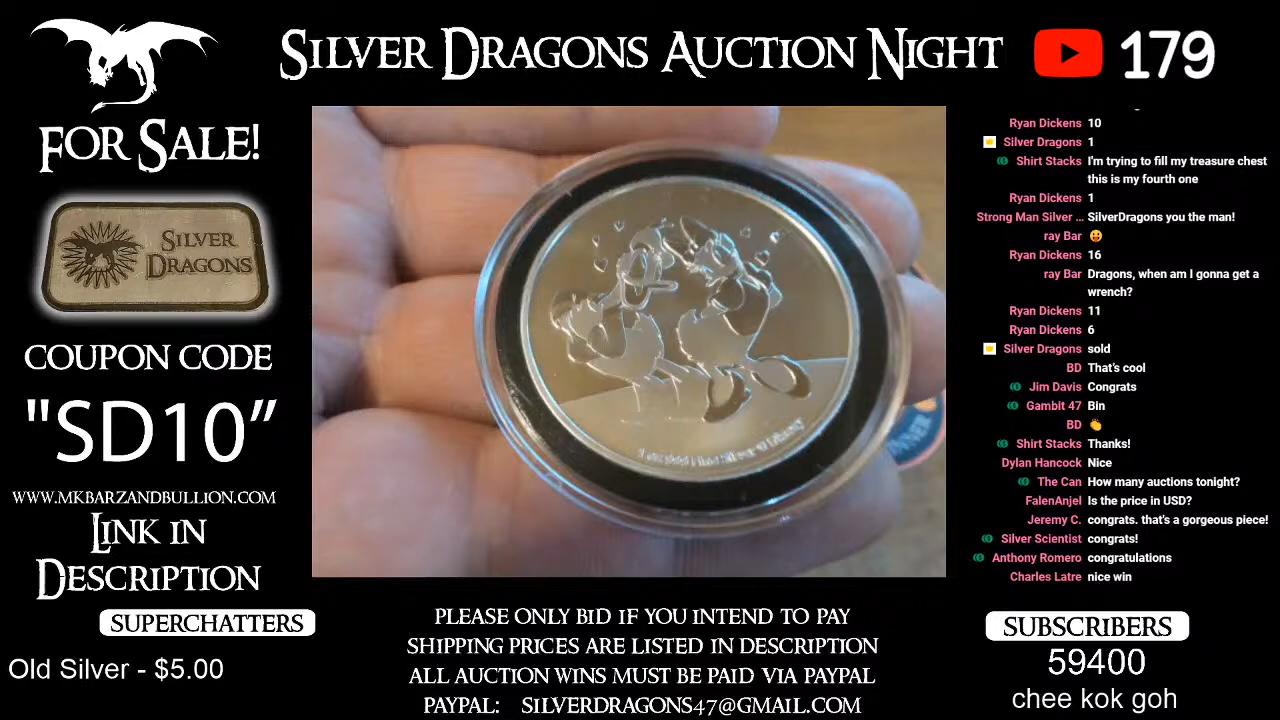 SILVER DRAGONS AUCTION NIGHT
179
FOR SALE!
SILVER
DRAGONS
COUPON CODE
"SD10”
WWW.MKBARZANDBULLION.COM
LINK IN
DESCRIPTION
SUPERCHATTERS
Old Silver - $5.00
Ryan Dickens 10
Silver Dragons 1
Shirt Stacks I'm trying to fill my treasure chest
this is my fourth one
Ryan Dickens 1
Strong Man Silver ... SilverDragons you the man!
ray Bar 😛
Ryan Dickens 16
ray Bar Dragons, when am I gonna get a
wrench?
Ryan Dickens 11
Ryan Dickens 6
Silver Dragons sold
BD That's cool
Jim Davis Congrats
Gambit 47 Bin
BD 👏
Shirt Stacks Thanks!
Dylan Hancock Nice
The Can How many auctions tonight?
FalenAnjel Is the price in USD?
Jeremy C. congrats. that's a gorgeous piece!
Silver Scientist congrats!
Anthony Romero congratulations
Charles Latre nice win
PLEASE ONLY BID IF YOU INTEND TO PAY
SHIPPING PRICES ARE LISTED IN DESCRIPTION
ALL AUCTION WINS MUST BE PAID VIA PAYPAL
PAYPAL: SILVERDRAGONS47@GMAIL.COM
SUBSCRIBERS
59400
chee kok goh